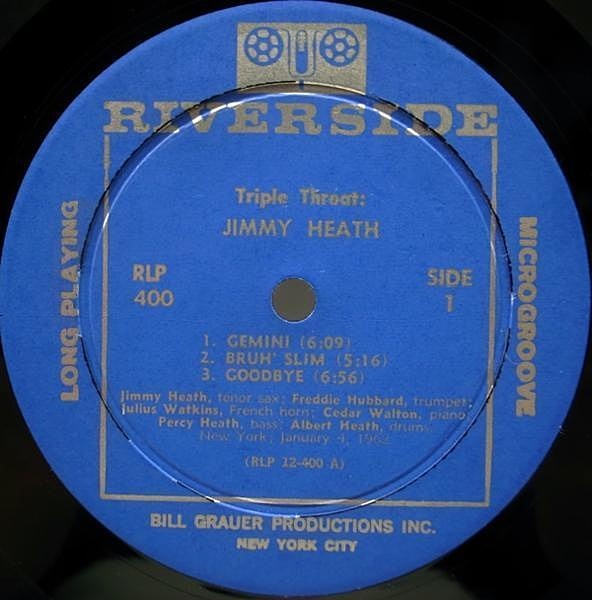 RIVERSIDE
Triple Throat:
JIMMY HEATH
LONG PLAYING
MICROGROOVE
RLP
400
SIDE
1
1. GEMINI (6:09)
2. BRUH' SLIM (5:16)
3. GOODBYE (6:56)
Jimmy Heath, tenor sax; Freddie Hubbard, trumpet;
Julius Watkins, French horn; Cedar Walton, piano;
Percy Heath, bass; Albert Heath, drums.
New York; January 4, 1962
(RLP 12-400 A)
BILL GRAUER PRODUCTIONS INC.
NEW YORK CITY